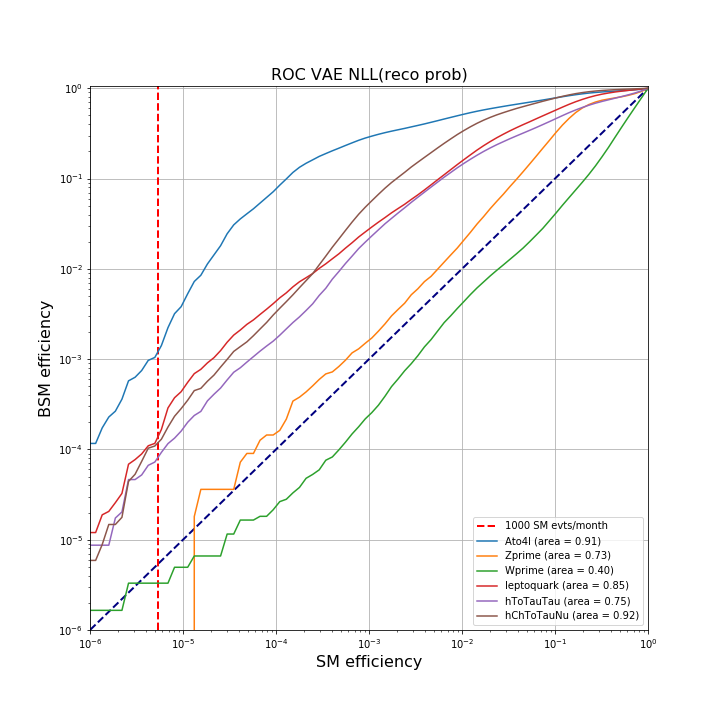 ROC VAE NLL(reco prob)
BSM efficiency
10⁰
10⁻¹
10⁻²
10⁻³
10⁻⁴
10⁻⁵
10⁻⁶
1000 SM evts/month
Ato4l (area = 0.91)
Zprime (area = 0.73)
Wprime (area = 0.40)
leptoquark (area = 0.85)
hToTauTau (area = 0.75)
hChToTauNu (area = 0.92)
10⁻⁶ 10⁻⁵ 10⁻⁴ 10⁻³ 10⁻² 10⁻¹ 10⁰
SM efficiency